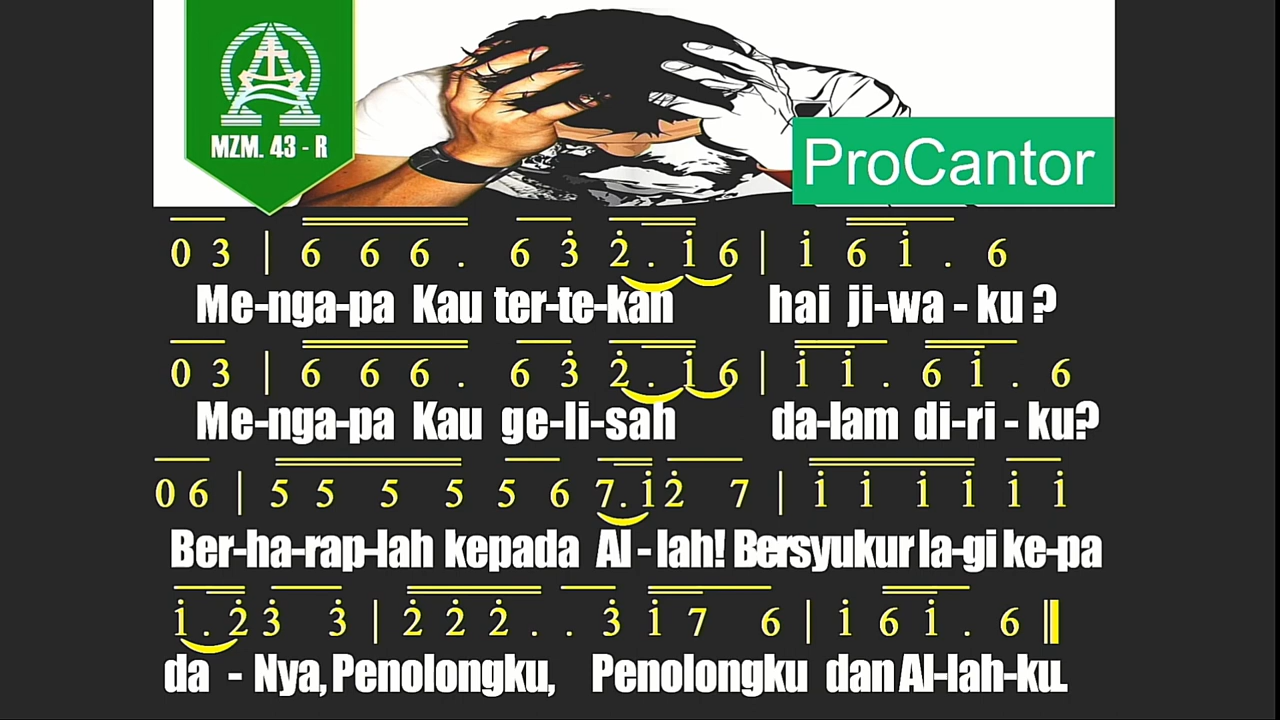 MZM. 43 - R
ProCantor
0 3 | 6 6 6 . 6 3̇ 2̇ . 1̇ 6 | 1̇ 6 1̇ . 6
Me-nga-pa Kau ter-te-kan hai ji-wa - ku ?
0 3 | 6 6 6 . 6 3̇ 2̇ . 1̇ 6 | 1̇ 1̇ . 6 1̇ . 6
Me-nga-pa Kau ge-li-sah da-lam di-ri - ku?
0 6 | 5 5 5 5 5 6 7 . 1̇ 2̇ 7 | 1̇ 1̇ 1̇ 1̇ 1̇ 1̇
Ber-ha-rap-lah kepada Al - lah! Bersyukur la-gi ke-pa
1̇ . 2̇ 3̇ 3̇ | 2̇ 2̇ 2̇ . . 3̇ 1̇ 7 6 | 1̇ 6 1̇ . 6 ||
da - Nya, Penolongku, Penolongku dan Al-lah-ku.